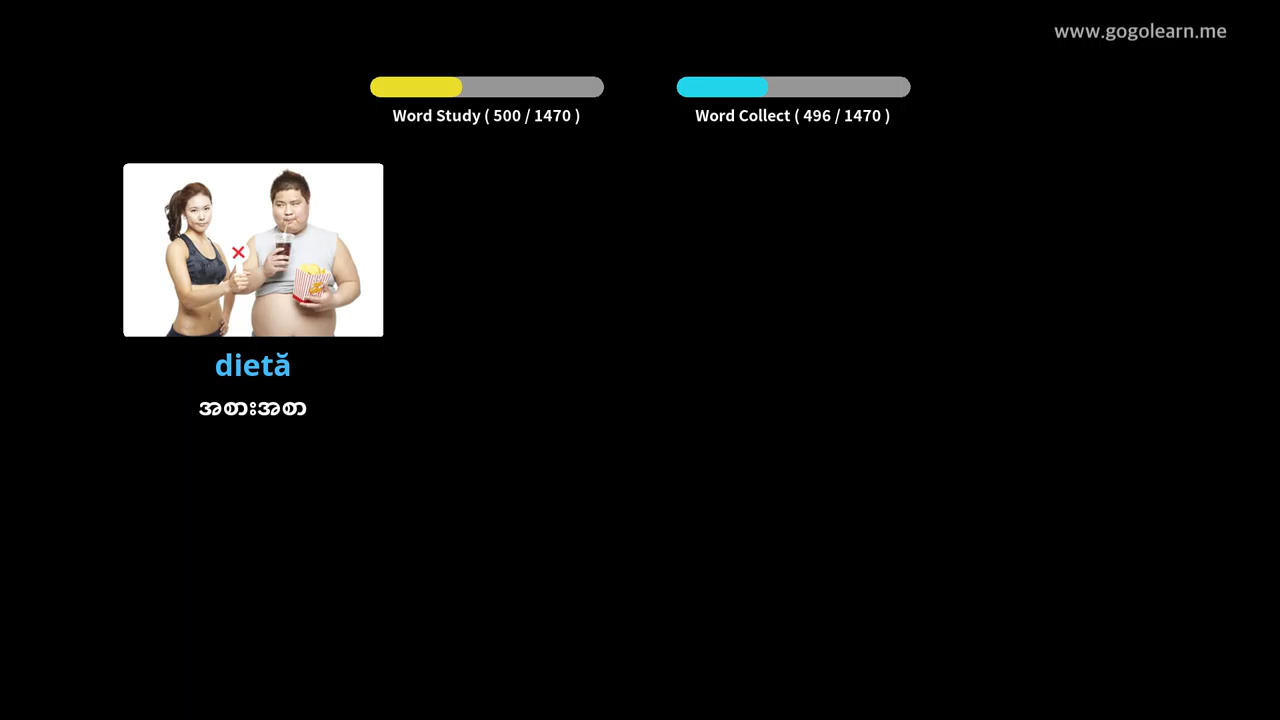 www.gogolearn.me
Word Study ( 500 / 1470 )
Word Collect ( 496 / 1470 )
dietă
အစားအစာ